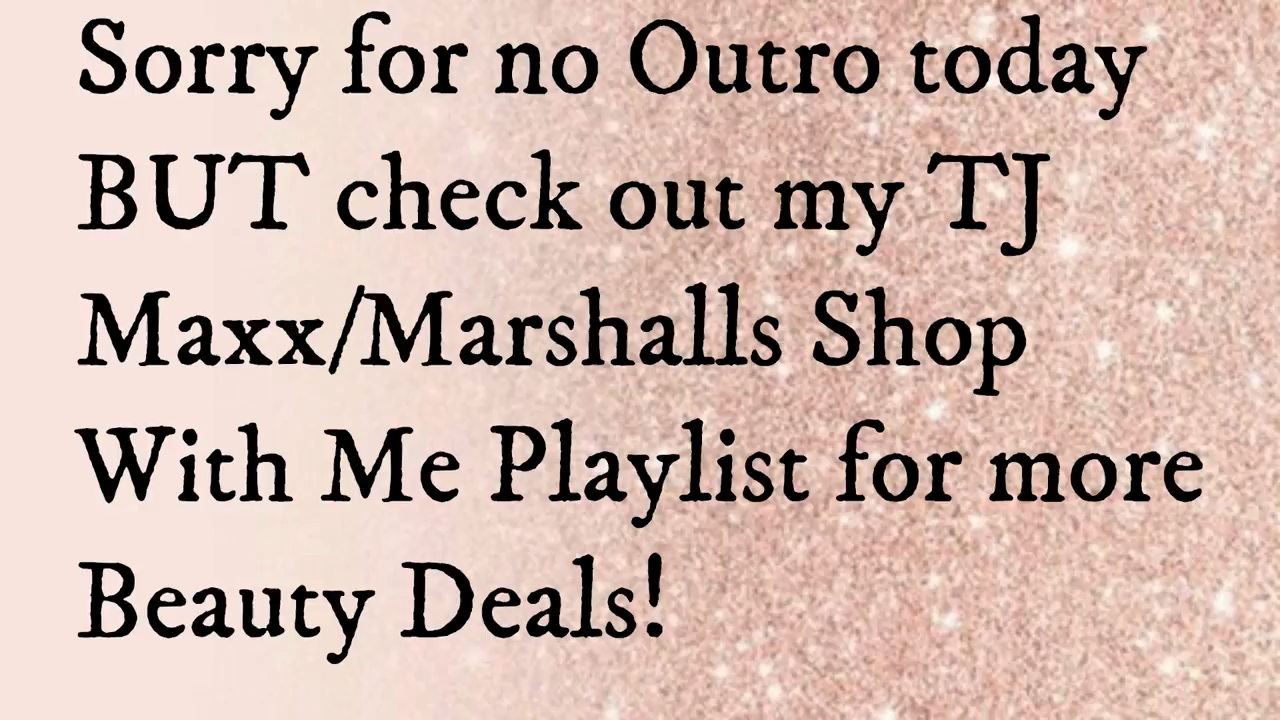 Sorry for no Outro today
BUT check out my TJ
Maxx/Marshalls Shop
With Me Playlist for more
Beauty Deals!